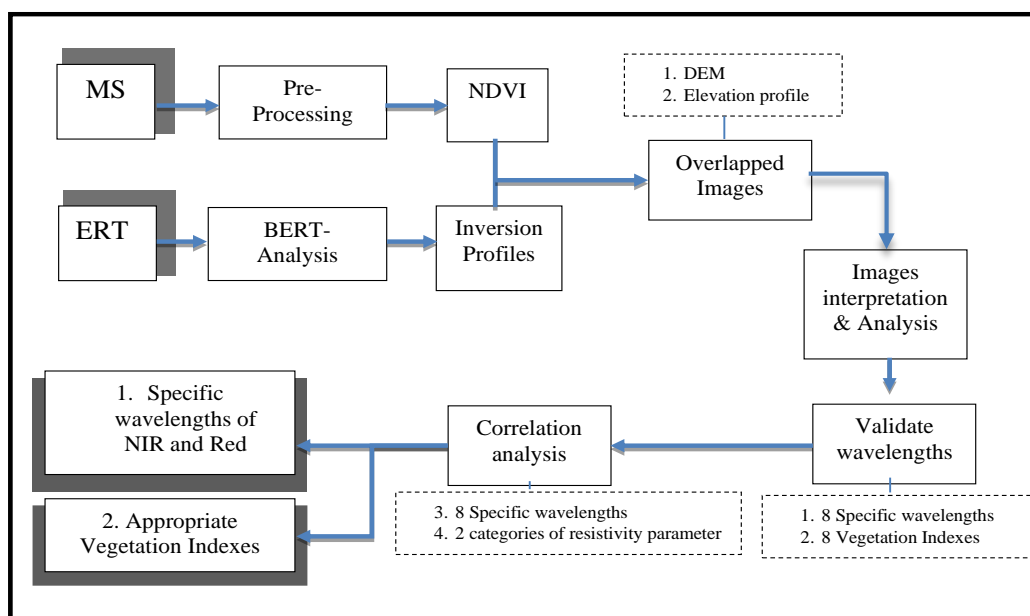 MS
Pre-
Processing
NDVI
1. DEM
2. Elevation profile
Overlapped
Images
ERT
BERT-
Analysis
Inversion
Profiles
Images
interpretation
& Analysis
Validate
wavelengths
1. 8 Specific wavelengths
2. 8 Vegetation Indexes
Correlation
analysis
3. 8 Specific wavelengths
4. 2 categories of resistivity parameter
1. Specific
wavelengths of
NIR and Red
2. Appropriate
Vegetation Indexes